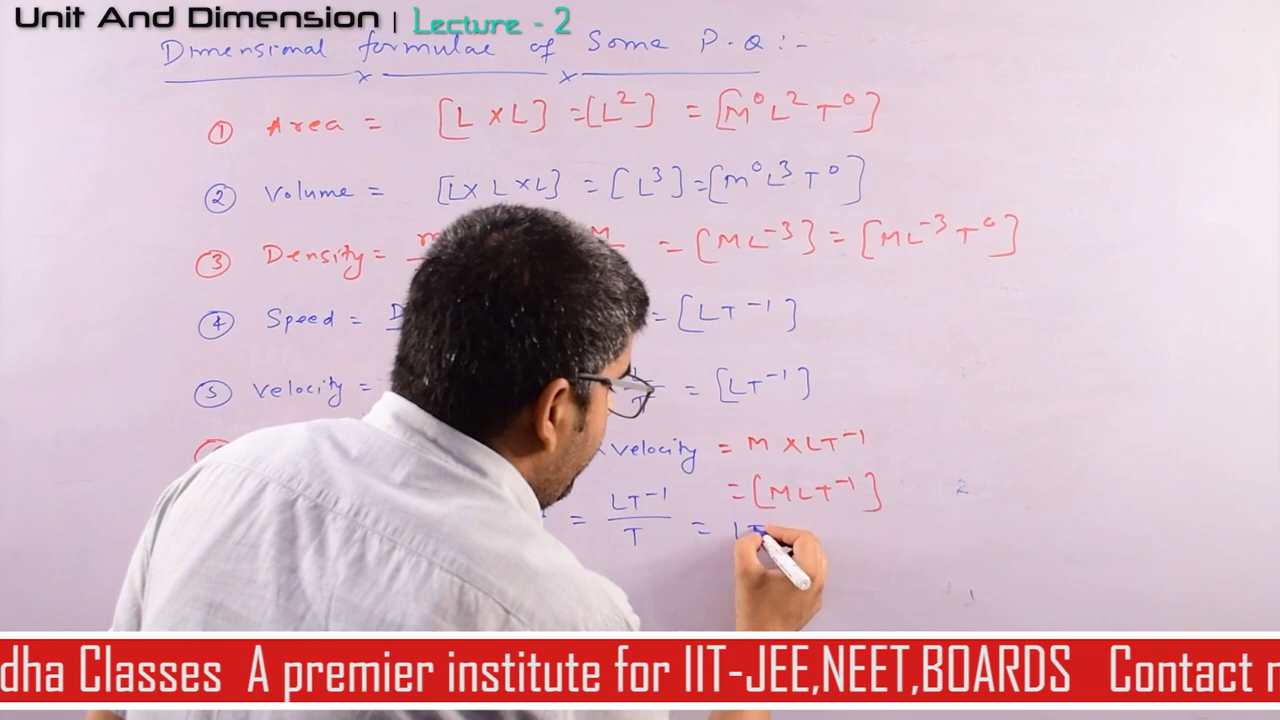 Unit And Dimension | Lecture - 2
Dimensional formulae of Some P.Q:-
① Area = [L×L] =[L²] = [M⁰L²T⁰]
② Volume = [L× L×L] = [L³]=[M⁰L³T⁰]
③ Density = M = [ML⁻³] = [ML⁻³T⁰]
④ Speed = D = [LT⁻¹]
⑤ Velocity = = [LT⁻¹]
× velocity = M × LT⁻¹
= [MLT⁻¹]
= LT⁻¹ / T = LT
dha Classes A premier institute for IIT-JEE,NEET,BOARDS Contact